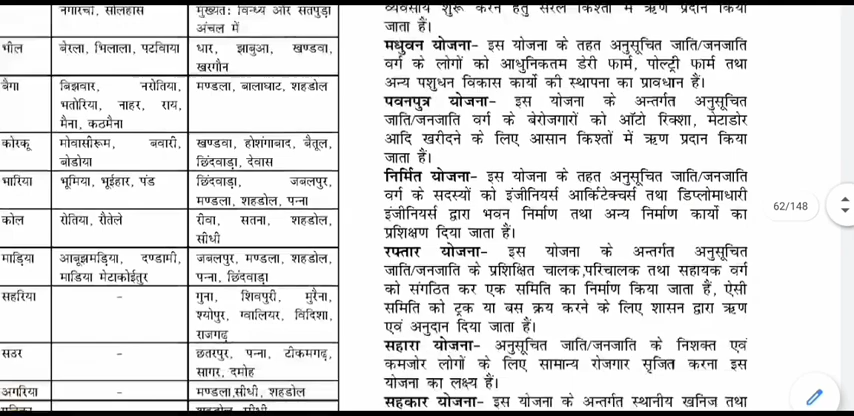 नगारची, सोलहास
मुख्यतः विन्ध्य और सतपुड़ा
अंचल में
भील
बेरला, भिलाला, पटविाया
धार, झाबुआ, खण्डवा,
खरगौन
बैगा
बिझवार, नरोतिया,
भतोरिया, नाहर, राय,
मैना, कठमैना
मण्डला, बालाघाट, शहडोल
कोरकू
मोवासीरूम, बवारी,
बोडोया
खण्डवा, होशंगाबाद, बैतूल,
छिंदवाड़ा, देवास
भारिया
भूमिया, भूईहार, पंड
छिंदवाड़ा, जबलपुर,
मण्डला, शहडोल, पन्ना
कोल
रोतिया, रौतेले
रीवा, सतना, शहडोल,
सीधी
माड़िया
आबूझमड़िया, दण्डामी,
माडिया मेटाकोईतुर
जबलपुर, मण्डला, शहडोल,
पन्ना, छिंदवाड़ा
सहरिया
–
गुना, शिवपुरी, मुरैना,
श्योपुर, ग्वालियर, विदिशा,
राजगढ़
सउर
–
छतरपुर, पन्ना, टीकमगढ़,
सागर, दमोह
अगरिया
–
मण्डला,सीधी, शहडोल
शहडोल, सीधी
व्यवसाय शुरू करने हेतु सरल किश्तों में ऋण प्रदान किया
जाता हैं।
मधुवन योजना- इस योजना के तहत अनुसूचित जाति/जनजाति
वर्ग के लोगों को आधुनिकतम डेरी फार्म, पोल्ट्री फार्म तथा
अन्य पशुधन विकास कार्यो की स्थापना का प्रावधान हैं।
पवनपुत्र योजना- इस योजना के अन्तर्गत अनुसूचित
जाति/जनजाति वर्ग के बेरोजगारों को ऑटो रिक्शा, मेटाडोर
आदि खरीदने के लिए आसान किश्तों में ऋण प्रदान किया
जाता हैं।
निर्मित योजना- इस योजना के तहत अनुसूचित जाति/जनजाति
वर्ग के सदस्यों को इंजीनियर्स आर्किटेक्चर्स तथा डिप्लोमाधारी
इंजीनियर्स द्वारा भवन निर्माण तथा अन्य निर्माण कार्यो का
प्रशिक्षण दिया जाता हैं।
रफ्तार योजना- इस योजना के अन्तर्गत अनुसूचित
जाति/जनजाति के प्रशिक्षित चालक,परिचालक तथा सहायक वर्ग
को संगठित कर एक समिति का निर्माण किया जाता हैं, ऐसी
समिति को ट्रक या बस क्रय करने के लिए शासन द्वारा ऋण
एवं अनुदान दिया जाता हैं।
सहारा योजना- अनुसूचित जाति/जनजाति के निशक्त एवं
कमजोर लोगों के लिए सामान्य रोजगार सृजित करना इस
योजना का लक्ष्य हैं।
सहकार योजना- इस योजना के अन्तर्गत स्थानीय खनिज तथा
62/148